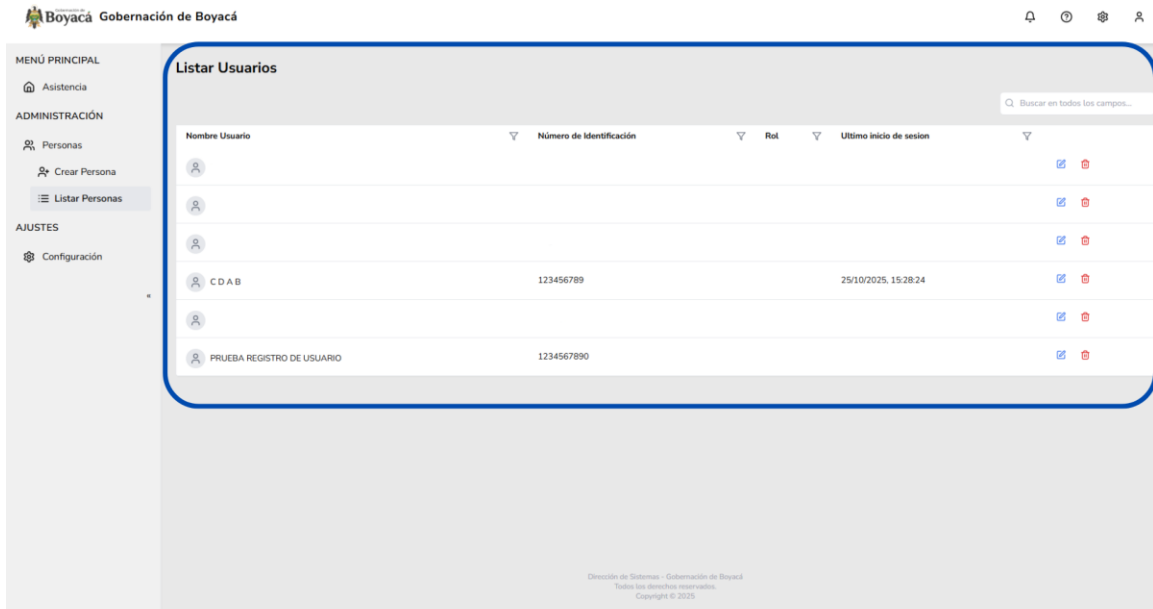 Gobernación de
Boyacá Gobernación de Boyacá
MENÚ PRINCIPAL
Asistencia
ADMINISTRACIÓN
Personas
Crear Persona
Listar Personas
AJUSTES
Configuración
«
Listar Usuarios
Buscar en todos los campos...
Nombre Usuario Número de Identificación Rol Ultimo inicio de sesion
C D A B 123456789 25/10/2025, 15:28:24
PRUEBA REGISTRO DE USUARIO 1234567890
Dirección de Sistemas - Gobernación de Boyacá
Todos los derechos reservados.
Copyright © 2025